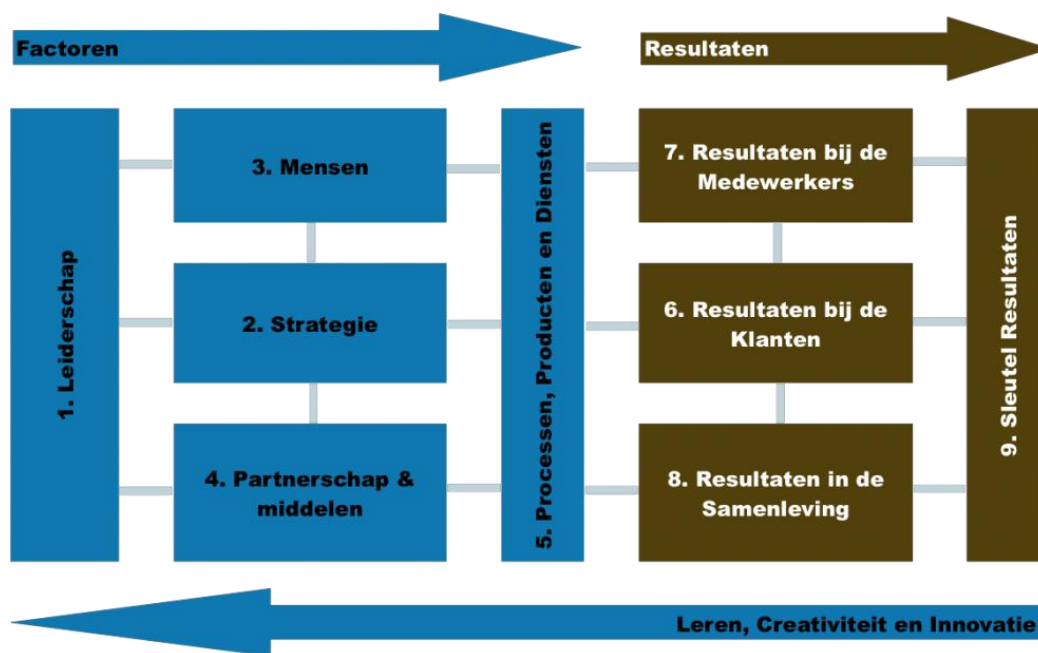 Factoren
Resultaten
1. Leiderschap
3. Mensen
2. Strategie
4. Partnerschap &
middelen
5. Processen, Producten en Diensten
7. Resultaten bij de
Medewerkers
6. Resultaten bij de
Klanten
8. Resultaten in de
Samenleving
9. Sleutel Resultaten
Leren, Creativiteit en Innovatie